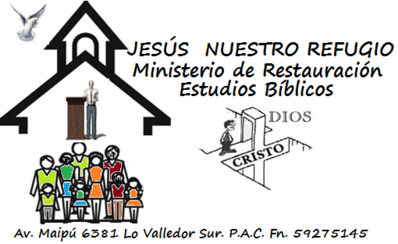 JESÚS NUESTRO REFUGIO
Ministerio de Restauración
Estudios Bíblicos
DIOS
CRISTO
Av. Maipú 6381 Lo Valledor Sur. P.A.C. Fn. 59275145